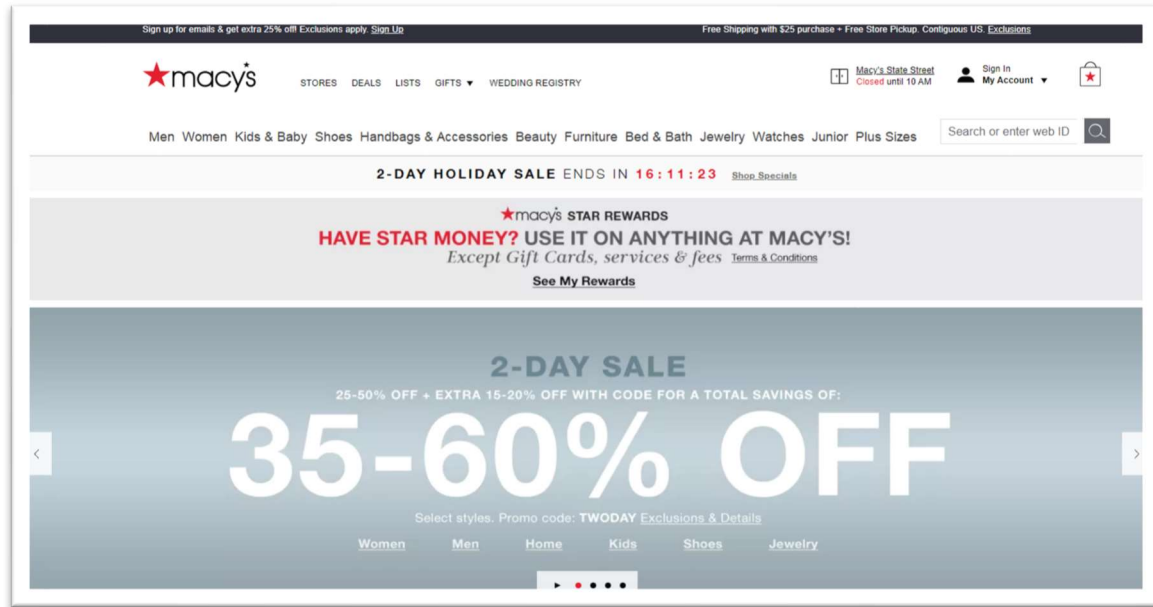 Sign up for emails & get extra 25% off! Exclusions apply. Sign Up
Free Shipping with $25 purchase + Free Store Pickup. Contiguous US. Exclusions
macy's
STORES DEALS LISTS GIFTS ▼ WEDDING REGISTRY
Macy's State Street
Closed until 10 AM
Sign In
My Account ▼
Men Women Kids & Baby Shoes Handbags & Accessories Beauty Furniture Bed & Bath Jewelry Watches Junior Plus Sizes
Search or enter web ID
2-DAY HOLIDAY SALE ENDS IN 16:11:23 Shop Specials
macy's STAR REWARDS
HAVE STAR MONEY? USE IT ON ANYTHING AT MACY'S!
Except Gift Cards, services & fees Terms & Conditions
See My Rewards
2-DAY SALE
25-50% OFF + EXTRA 15-20% OFF WITH CODE FOR A TOTAL SAVINGS OF:
35-60% OFF
Select styles. Promo code: TWODAY Exclusions & Details
Women Men Home Kids Shoes Jewelry